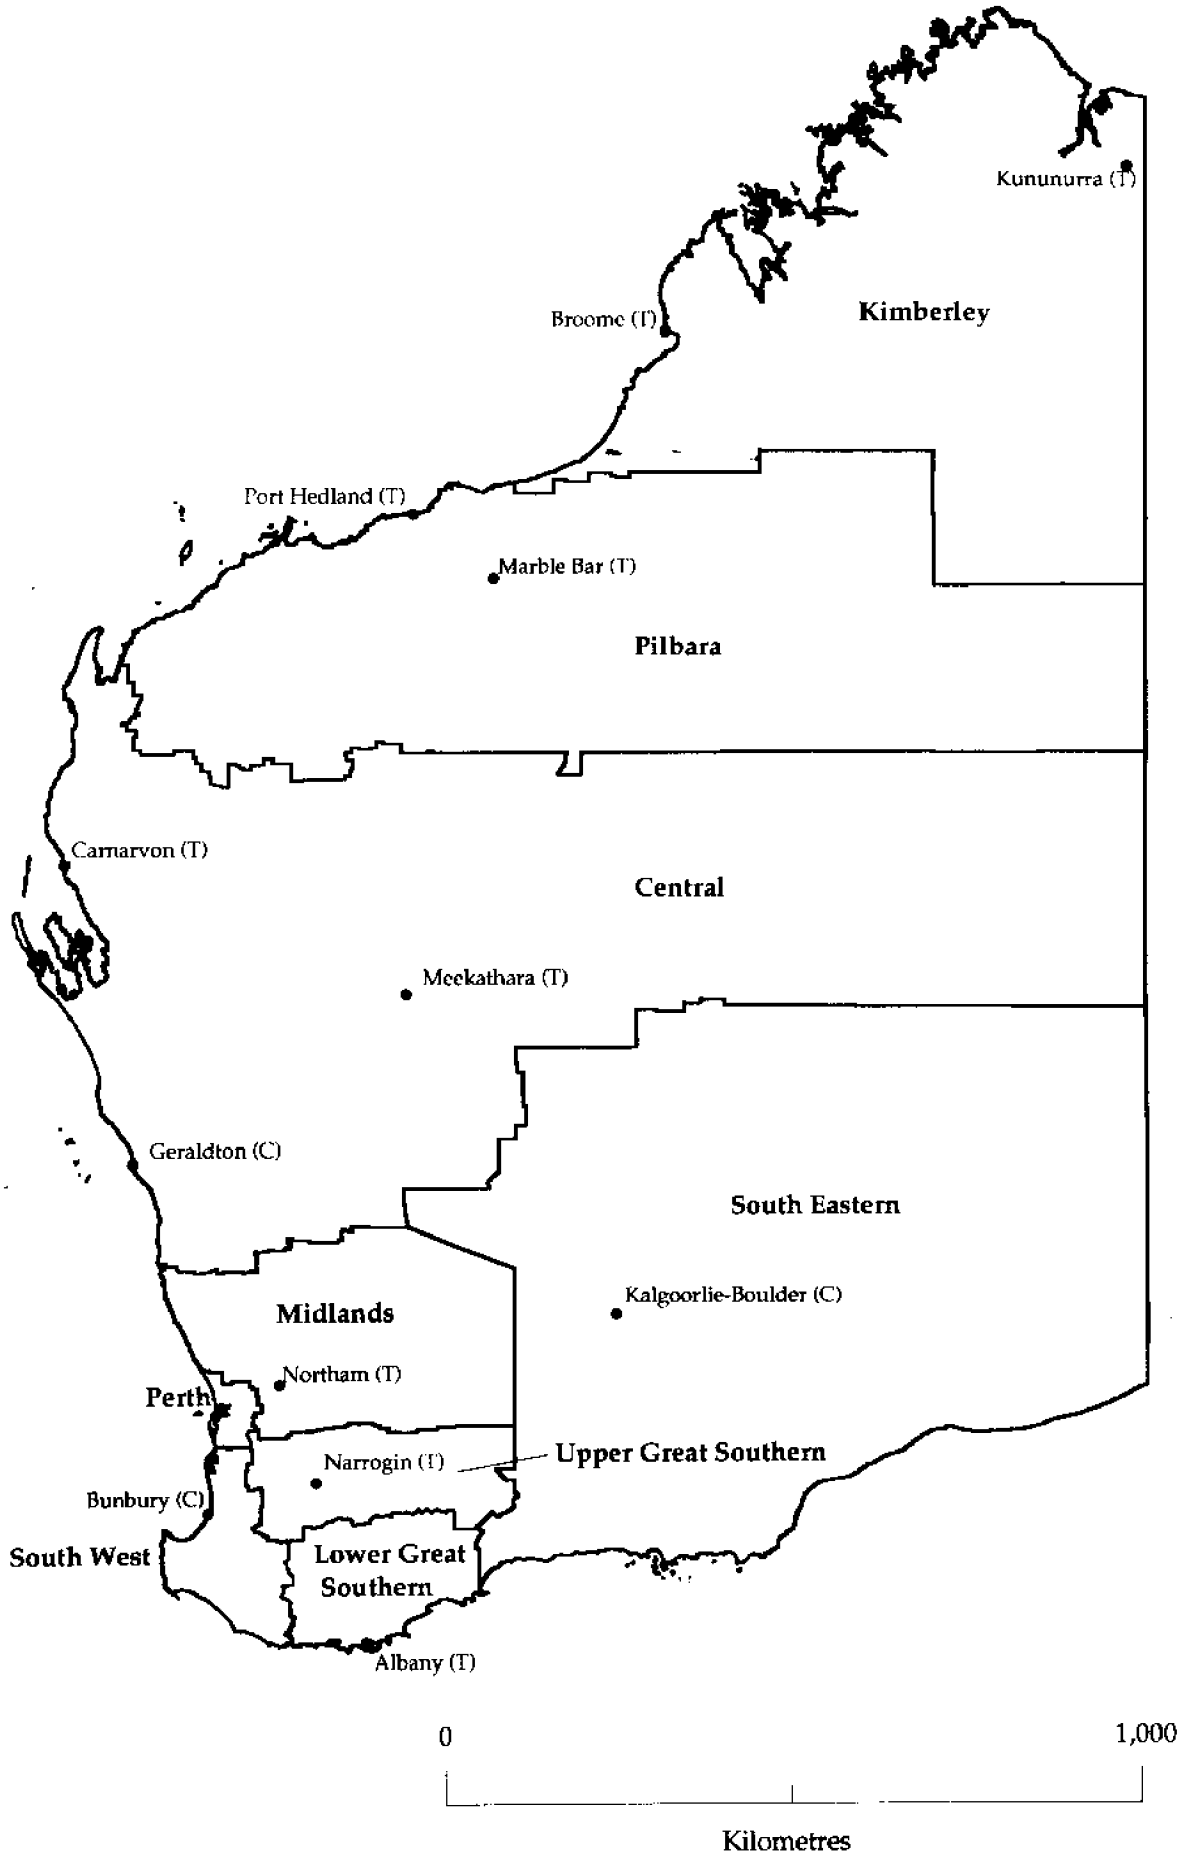 Kununurra (T)
Kimberley
Broome (T)
Port Hedland (T)
Marble Bar (T)
Pilbara
Carnarvon (T)
Central
Meekathara (T)
Geraldton (C)
South Eastern
Kalgoorlie-Boulder (C)
Midlands
Northam (T)
Perth
Upper Great Southern
Narrogin (T)
Bunbury (C)
South West
Lower Great
Southern
Albany (T)
0
1,000
Kilometres